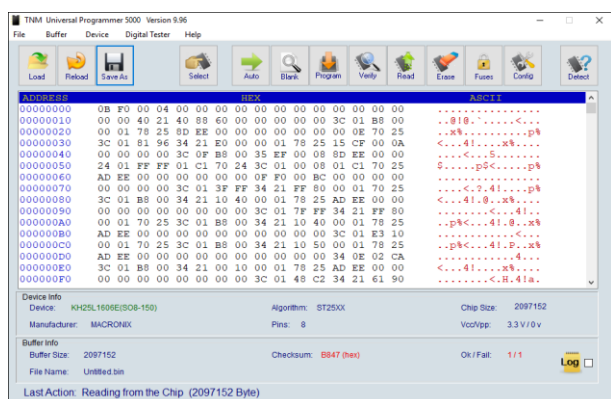 TNM Universal Programmer 5000 Version 9.96
File Buffer Device Digital Tester Help
Load Reload Save As Select Auto Blank Program Verify Read Erase Fuses Config Detect
ADDRESS HEX ASCII
00000000 0B F0 00 04 00 00 00 00 00 00 00 00 00 00 00 00 ................
00000010 00 00 40 21 40 88 60 00 00 00 00 00 3C 01 B8 00 ..@!@.`.....<...
00000020 00 01 78 25 8D EE 00 00 00 00 00 00 00 0E 70 25 ..x%..........p%
00000030 3C 01 81 96 34 21 E0 00 00 01 78 25 15 CF 00 0A <...4!....x%....
00000040 00 00 00 00 3C 0F B8 00 35 EF 00 08 8D EE 00 00 ....<...5.......
00000050 24 01 FF FF 01 C1 70 24 3C 01 00 08 01 C1 70 25 $.....p$<.....p%
00000060 AD EE 00 00 00 00 00 00 0F F0 00 BC 00 00 00 00 ................
00000070 00 00 00 00 3C 01 3F FF 34 21 FF 80 00 01 70 25 ....<.?.4!....p%
00000080 3C 01 B8 00 34 21 10 40 00 01 78 25 AD EE 00 00 <...4!.@..x%....
00000090 00 00 00 00 00 00 00 00 3C 01 7F FF 34 21 FF 80 ........<...4!..
000000A0 00 01 70 25 3C 01 B8 00 34 21 10 40 00 01 78 25 ..p%<...4!.@..x%
000000B0 AD EE 00 00 00 00 00 00 00 00 00 00 3C 01 E3 10 ............<...
000000C0 00 01 70 25 3C 01 B8 00 34 21 10 50 00 01 78 25 ..p%<...4!.P..x%
000000D0 AD EE 00 00 00 00 00 00 00 00 00 00 34 0E 02 CA ............4...
000000E0 3C 01 B8 00 34 21 00 10 00 01 78 25 AD EE 00 00 <...4!....x%....
000000F0 00 00 00 00 00 00 00 00 3C 01 48 C2 34 21 61 90 ........<.H.4!a.
Device Info
Device: KH25L1606E(SO8-150) Algorithm: ST25XX Chip Size: 2097152
Manufacturer: MACRONIX Pins: 8 Vcc/Vpp: 3.3 V / 0 v
Buffer Info
Buffer Size: 2097152 Checksum: B847 (hex) Ok / Fail: 1 / 1
File Name: Untitled.bin Log
Last Action: Reading from the Chip (2097152 Byte)